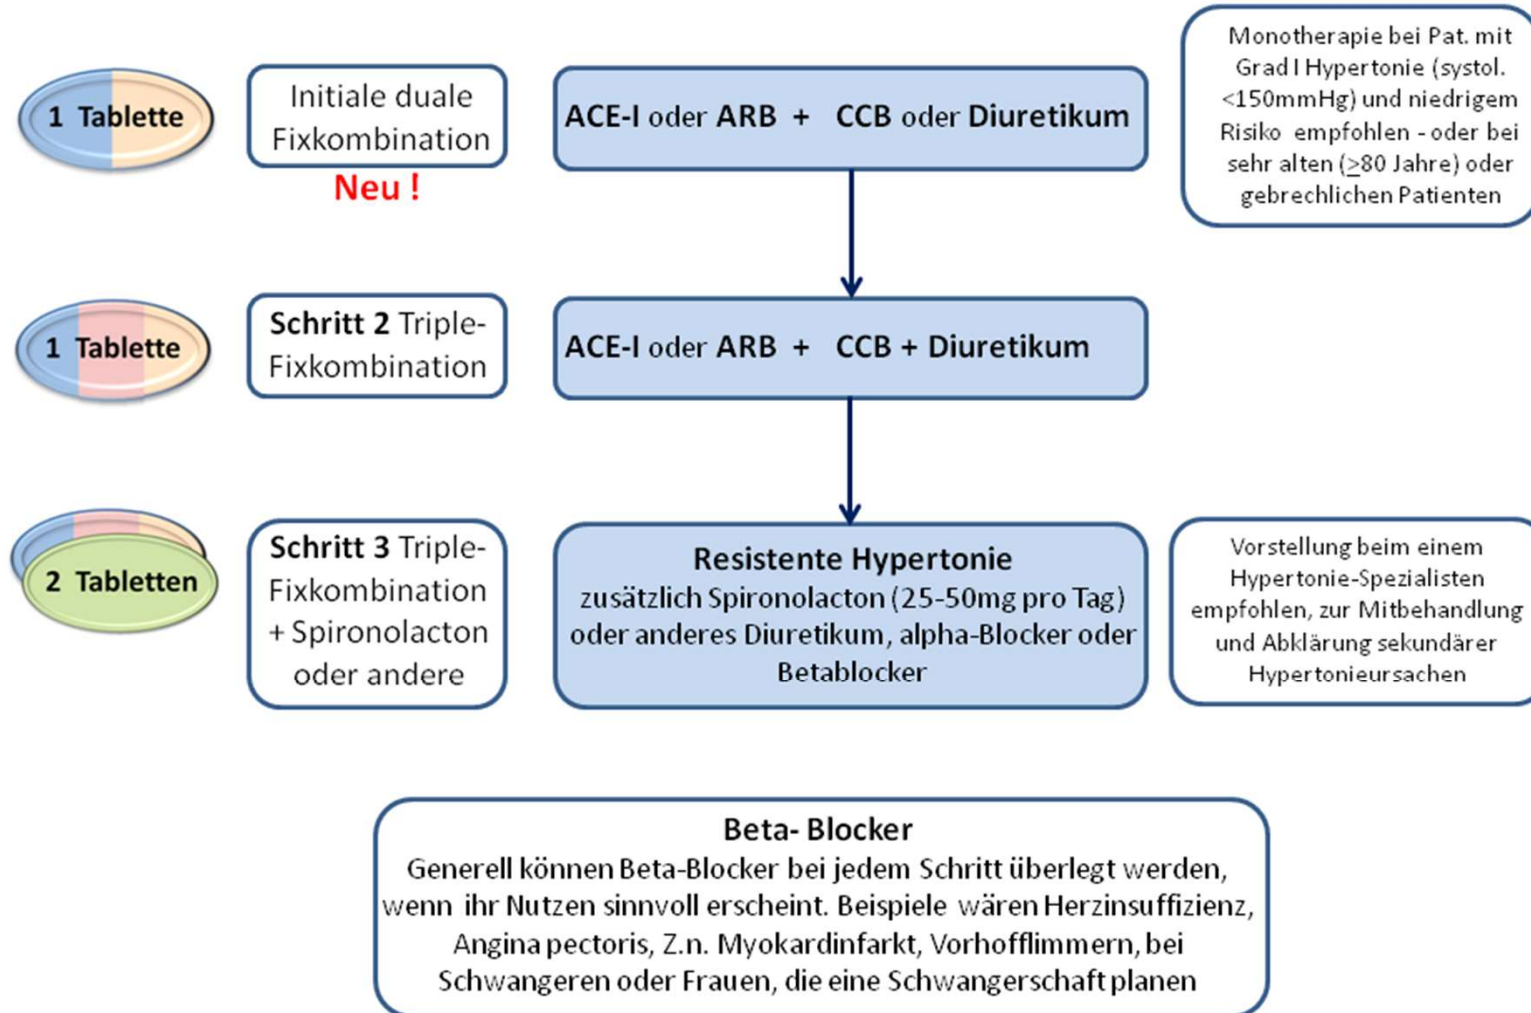 1 Tablette
Initiale duale
Fixkombination
Neu !
ACE-I oder ARB + CCB oder Diuretikum
Monotherapie bei Pat. mit
Grad I Hypertonie (systol.
<150mmHg) und niedrigem
Risiko empfohlen - oder bei
sehr alten (≥80 Jahre) oder
gebrechlichen Patienten
1 Tablette
Schritt 2 Triple-
Fixkombination
ACE-I oder ARB + CCB + Diuretikum
2 Tabletten
Schritt 3 Triple-
Fixkombination
+ Spironolacton
oder andere
Resistente Hypertonie
zusätzlich Spironolacton (25-50mg pro Tag)
oder anderes Diuretikum, alpha-Blocker oder
Betablocker
Vorstellung beim einem
Hypertonie-Spezialisten
empfohlen, zur Mitbehandlung
und Abklärung sekundärer
Hypertonieursachen
Beta- Blocker
Generell können Beta-Blocker bei jedem Schritt überlegt werden,
wenn ihr Nutzen sinnvoll erscheint. Beispiele wären Herzinsuffizienz,
Angina pectoris, Z.n. Myokardinfarkt, Vorhofflimmern, bei
Schwangeren oder Frauen, die eine Schwangerschaft planen